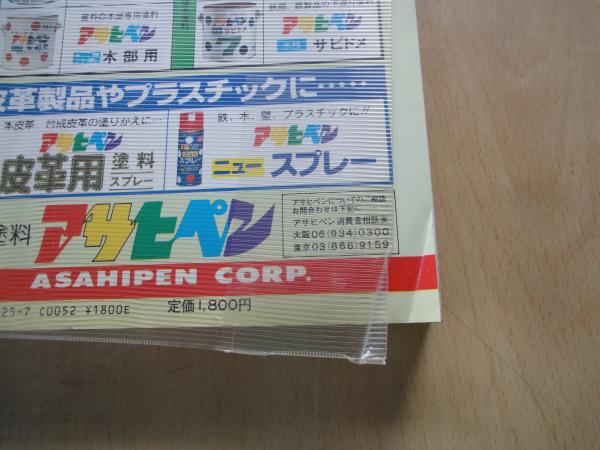 アサヒペン
木部用
アサヒペン
水性
サビドメ
皮革製品やプラスチックに……
本皮革、合成皮革の塗りかえに…
アサヒペン
皮革用
塗料
スプレー
鉄、木、壁、プラスチックに!!
アサヒペン
ニュー
スプレー
塗料
アサヒペン
アサヒペンについてのご相談
お問合わせは下記に
アサヒペン消費者相談室
大阪06(934)0300
東京03(866)9159
ASAHIPEN CORP.
25-7 C0052 ¥1800E
定価1,800円